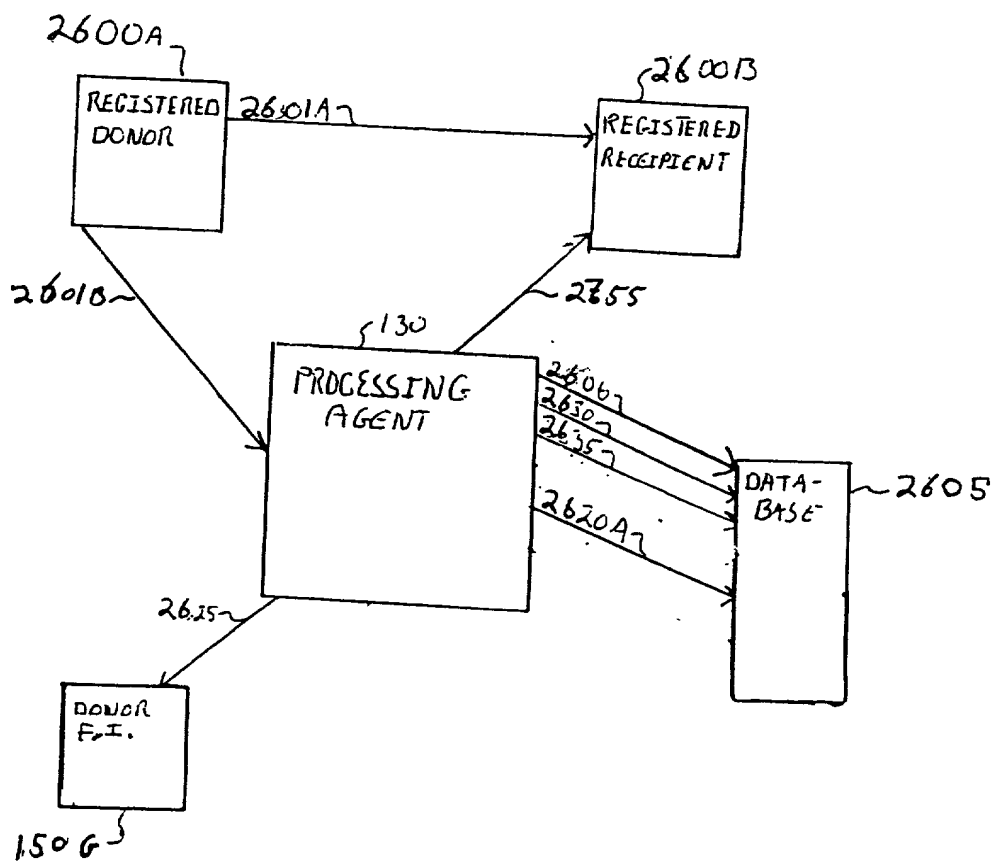 2600A
2600B
REGISTERED
DONOR
2601A
REGISTERED
RECEIPIENT
2601B
2755
130
PROCESSING
AGENT
2606
2630
2635
2620A
DATA-
BASE
2605
2625
DONOR
F.I.
150G